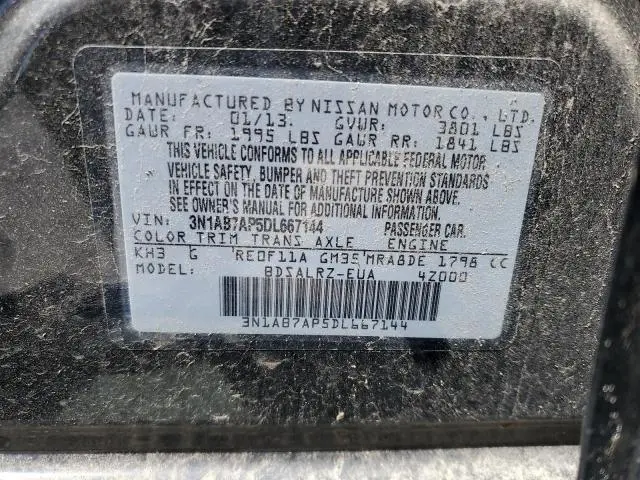 MANUFACTURED BY NISSAN MOTOR CO., LTD.
DATE: 01/13 GVWR: 3801 LBS
GAWR FR: 1995 LBS GAWR RR: 1841 LBS
THIS VEHICLE CONFORMS TO ALL APPLICABLE FEDERAL MOTOR
VEHICLE SAFETY, BUMPER AND THEFT PREVENTION STANDARDS
IN EFFECT ON THE DATE OF MANUFACTURE SHOWN ABOVE.
SEE OWNER'S MANUAL FOR ADDITIONAL INFORMATION.
VIN: 3N1AB7AP5DL667144 PASSENGER CAR.
COLOR TRIM TRANS AXLE ENGINE
KH3 G RE0F11A GM35 MRA8DE 1798 CC
MODEL: BDSALRZ-EUA 4Z000
3N1AB7AP5DL667144